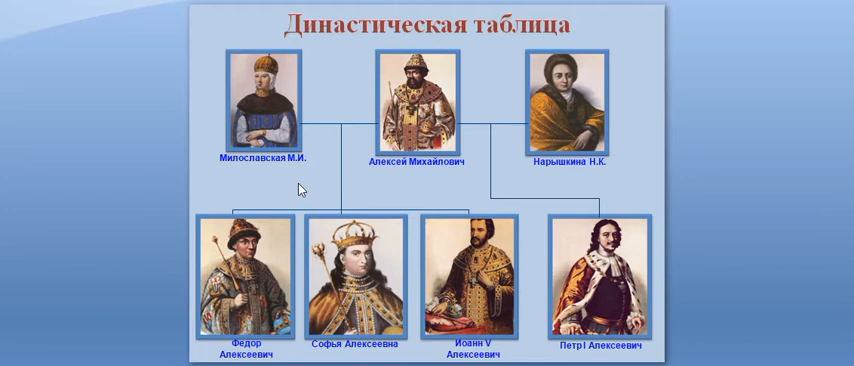 Династическая таблица
Милославская М.И.
Алексей Михайлович
Нарышкина Н.К.
Федор
Алексеевич
Софья Алексеевна
Иоанн V
Алексеевич
Петр I Алексеевич